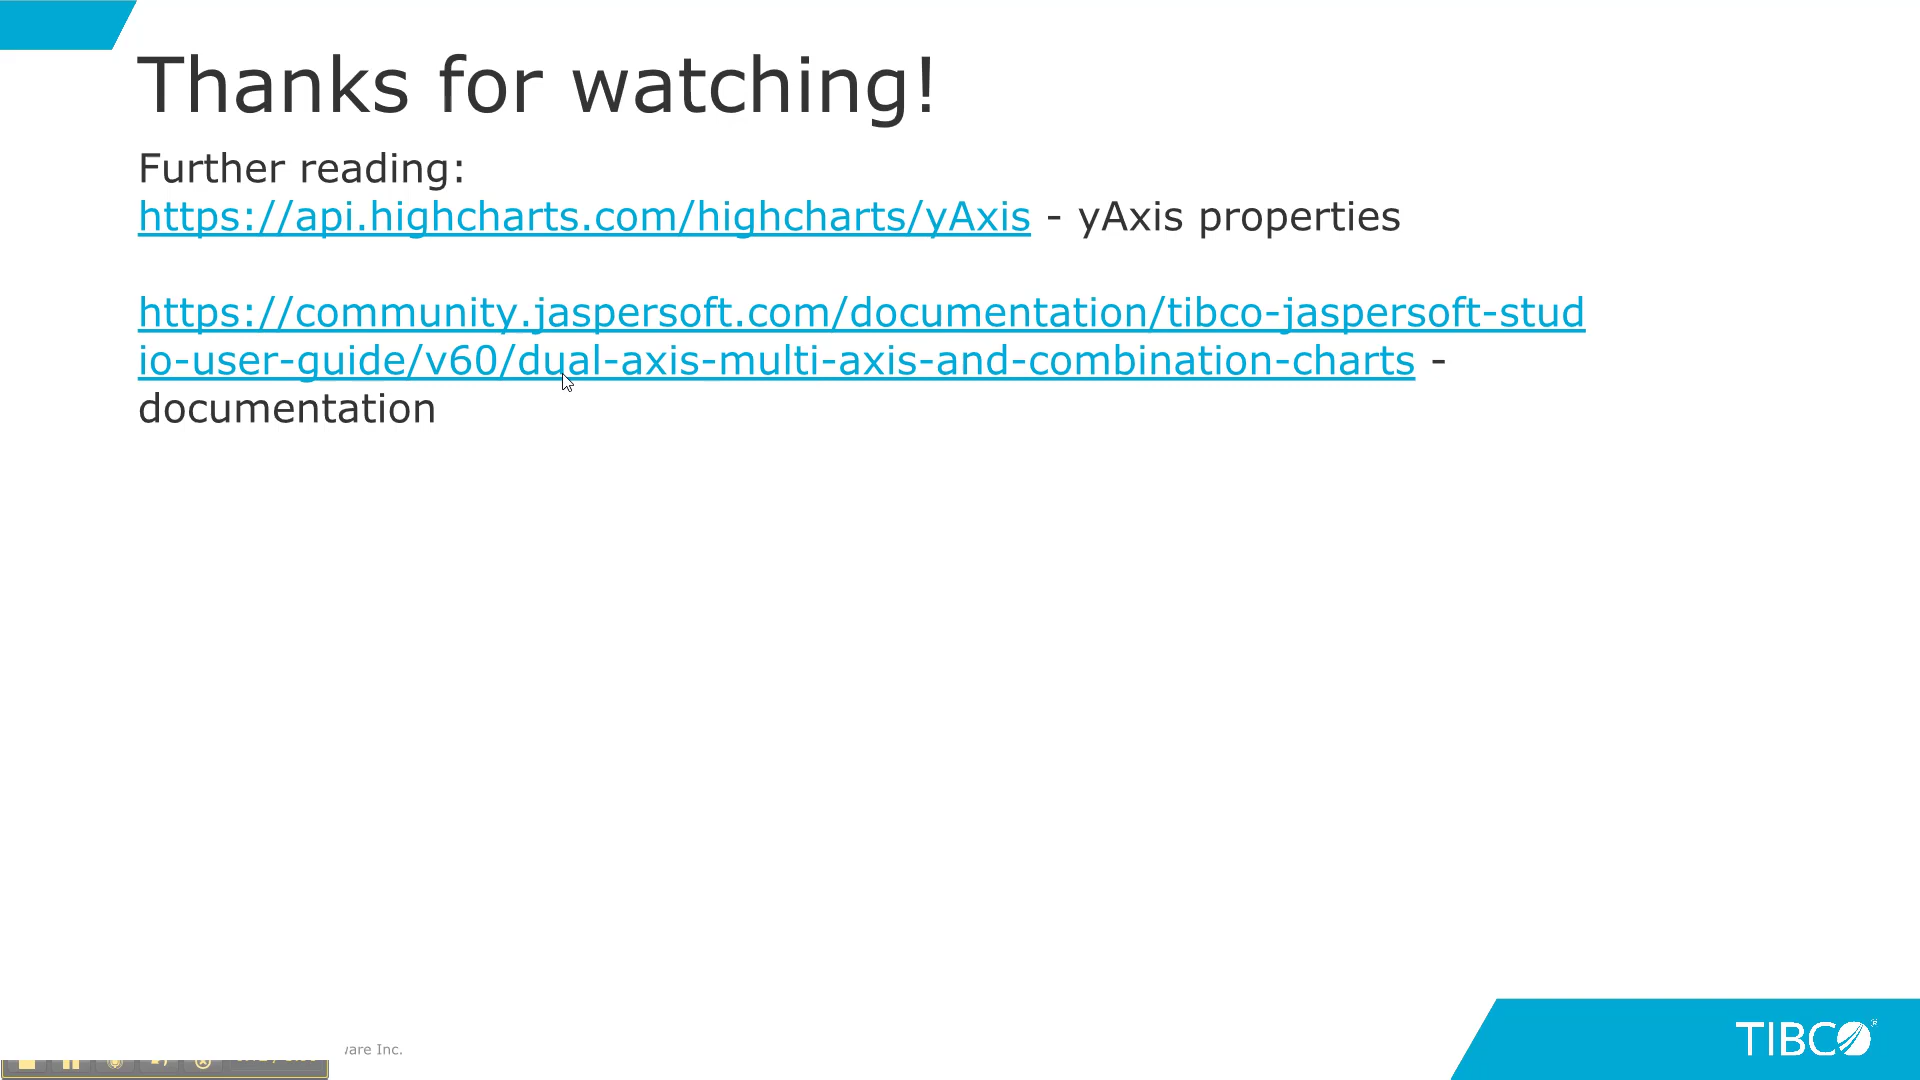 Thanks for watching!
Further reading:
https://api.highcharts.com/highcharts/yAxis - yAxis properties
https://community.jaspersoft.com/documentation/tibco-jaspersoft-stud
io-user-guide/v60/dual-axis-multi-axis-and-combination-charts -
documentation
Inc.
TIBCO